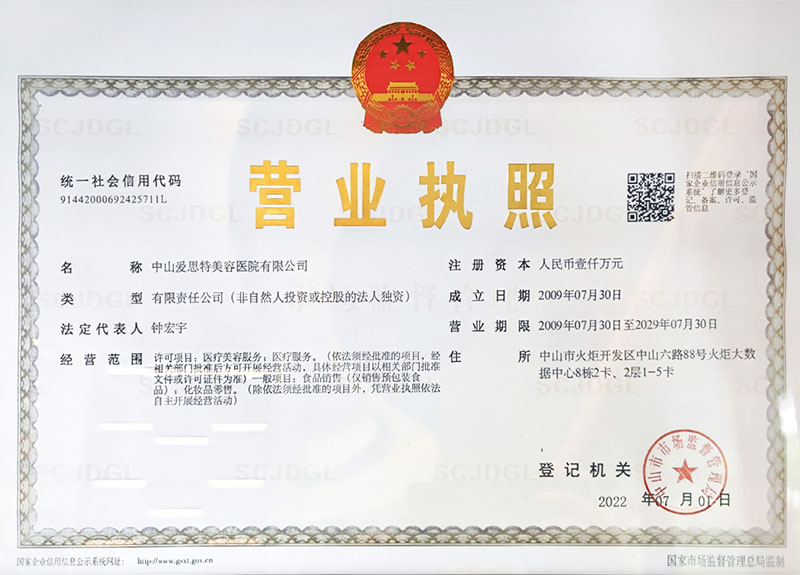 统一社会信用代码
91442000692425711L
营业执照
扫描二维码登录‘国
家企业信用信息公示
系统’了解更多登
记、备案、许可、监
管信息
名 称 中山爱思特美容医院有限公司
类 型 有限责任公司（非自然人投资或控股的法人独资）
法定代表人 钟宏宇
经营范围 许可项目：医疗美容服务；医疗服务。（依法须经批准的项目，经
相关部门批准后方可开展经营活动，具体经营项目以相关部门批准
文件或许可证件为准）一般项目：食品销售（仅销售预包装食
品）；化妆品零售。（除依法须经批准的项目外，凭营业执照依法
自主开展经营活动）
注册资本 人民币壹仟万元
成立日期 2009年07月30日
营业期限 2009年07月30日至2029年07月30日
住 所 中山市火炬开发区中山六路88号火炬大数
据中心8栋2卡、2层1-5卡
登记机关
中山市市场监督管理局
2022 年07 月 01 日
国家企业信用信息公示系统网址： http://www.gsxt.gov.cn
国家市场监督管理总局监制
SCJDGL